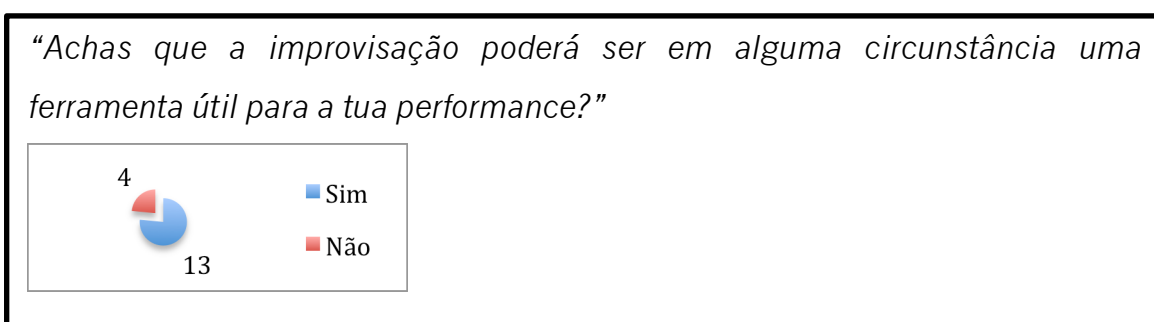 “Achas que a improvisação poderá ser em alguma circunstância uma
ferramenta útil para a tua performance?”
4
Sim
Não
13